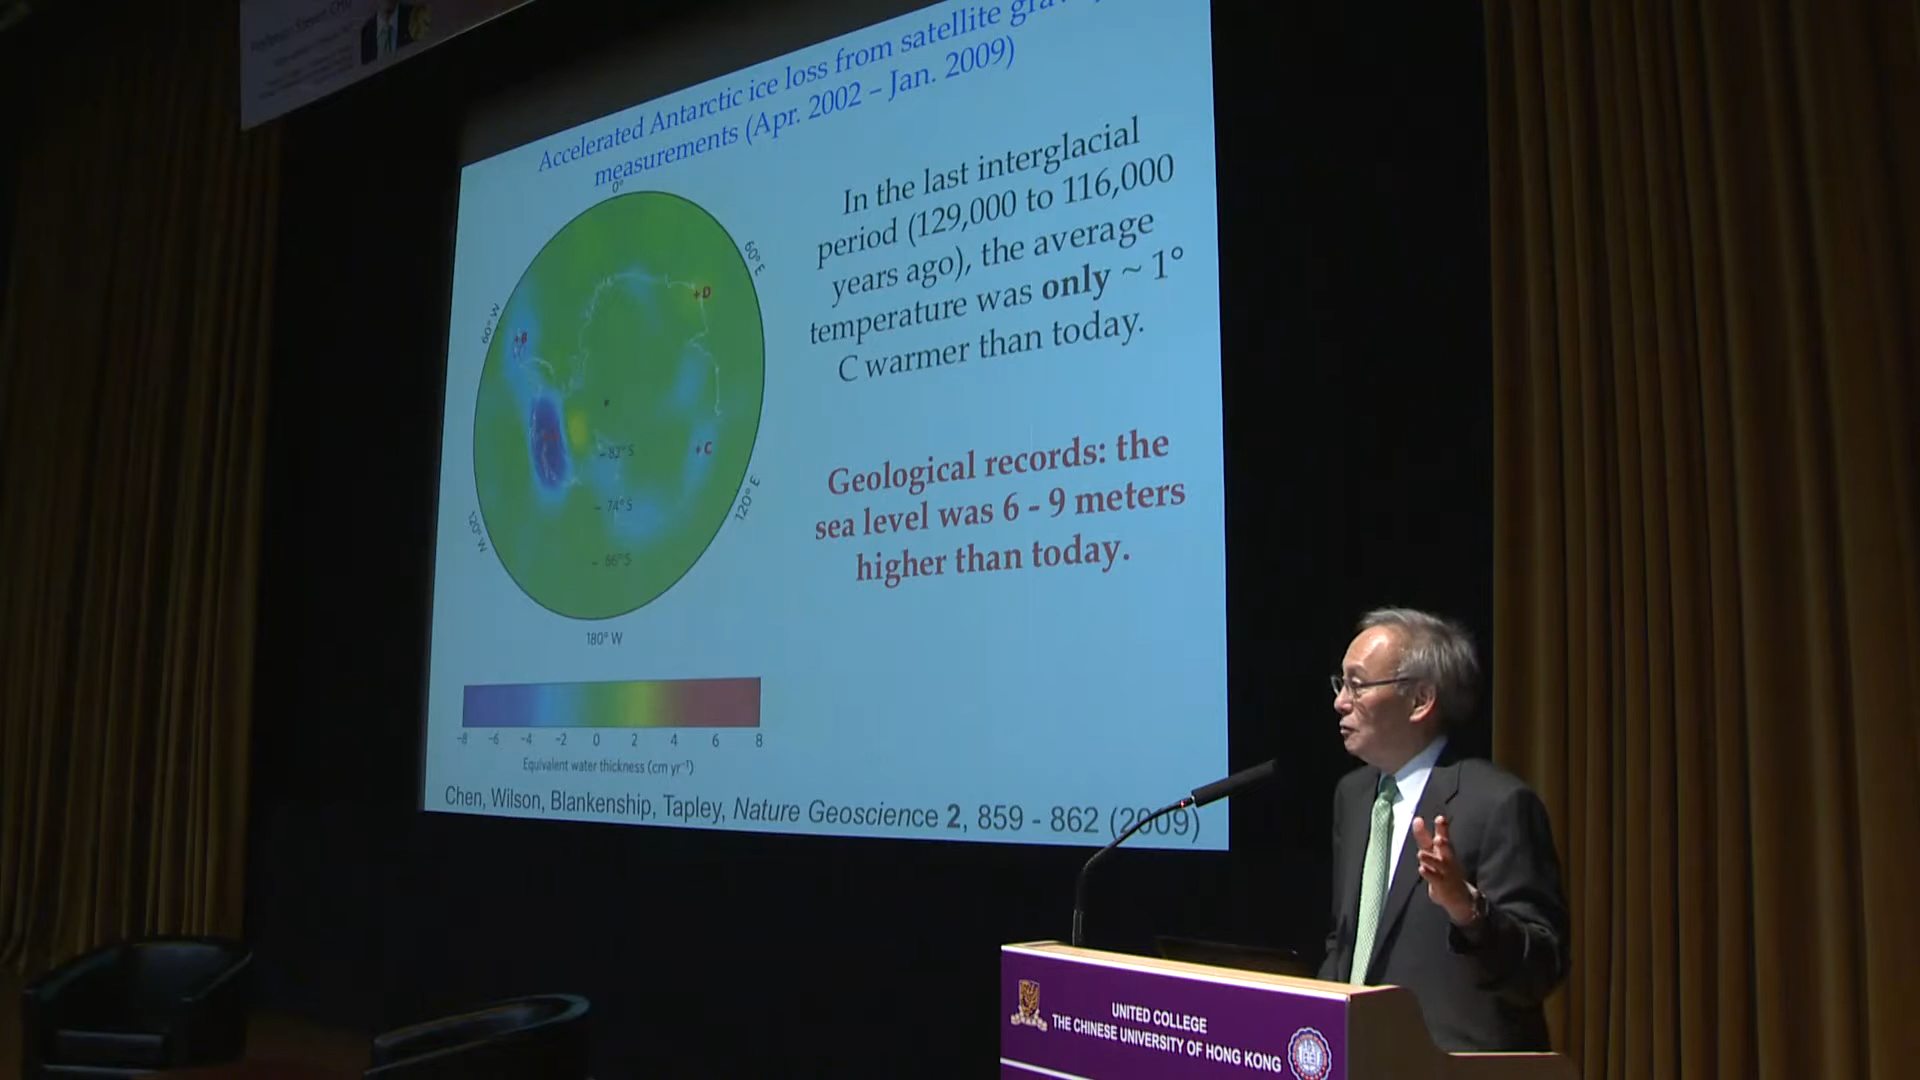 Professor Steven Chu
Accelerated Antarctic ice loss from satellite
measurements (Apr. 2002 – Jan. 2009)
In the last interglacial
period (129,000 to 116,000
years ago), the average
temperature was only ~ 1°
C warmer than today.
Geological records: the
sea level was 6 - 9 meters
higher than today.
0°
60° E
60° W
+D
+B
+C
– 82° S
– 74° S
– 66° S
120° E
120° W
180° W
-8 -6 -4 -2 0 2 4 6 8
Equivalent water thickness (cm yr⁻¹)
Chen, Wilson, Blankenship, Tapley, Nature Geoscience 2, 859 - 862 (2009)
UNITED COLLEGE
THE CHINESE UNIVERSITY OF HONG KONG